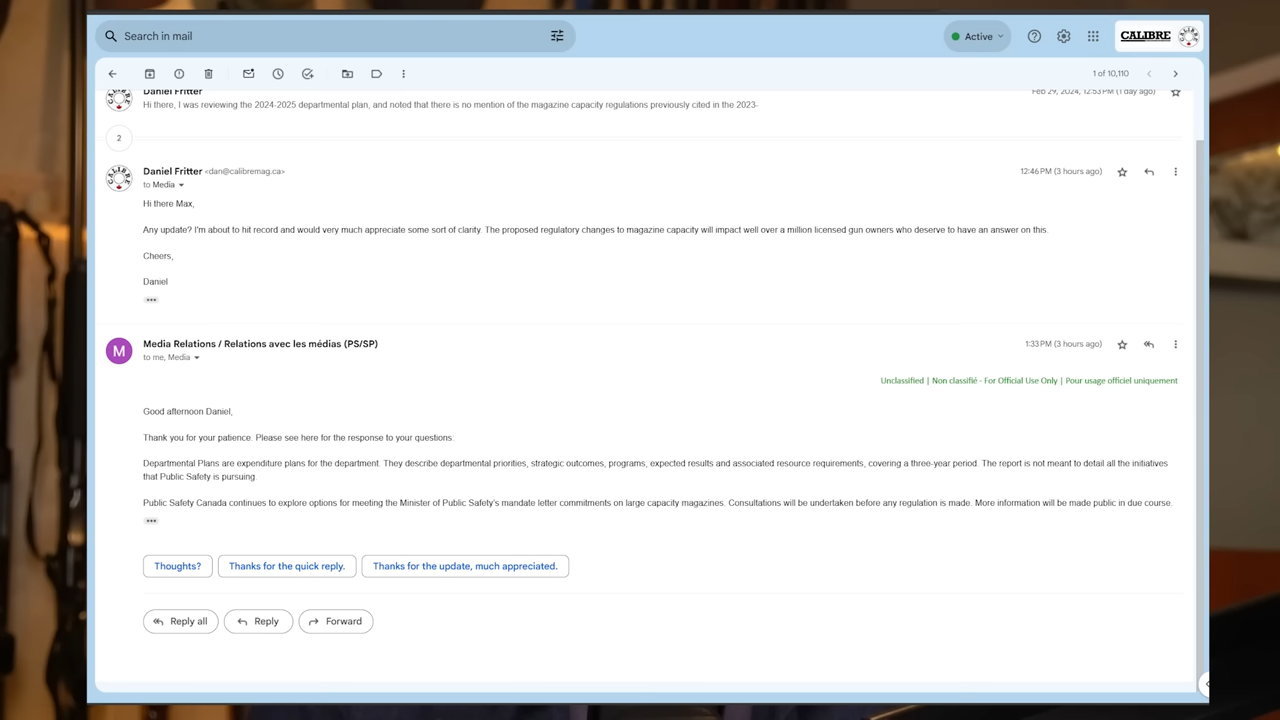 Search in mail
Active
CALIBRE
1 of 10,110
Daniel Fritter
Feb 29, 2024, 12:53 PM (1 day ago)
Hi there, I was reviewing the 2024-2025 departmental plan, and noted that there is no mention of the magazine capacity regulations previously cited in the 2023-
2
Daniel Fritter <dan@calibremag.ca>
12:46 PM (3 hours ago)
to Media
Hi there Max,
Any update? I'm about to hit record and would very much appreciate some sort of clarity. The proposed regulatory changes to magazine capacity will impact well over a million licensed gun owners who deserve to have an answer on this.
Cheers,
Daniel
M
Media Relations / Relations avec les médias (PS/SP)
1:33 PM (3 hours ago)
to me, Media
Unclassified | Non classifié - For Official Use Only | Pour usage officiel uniquement
Good afternoon Daniel,
Thank you for your patience. Please see here for the response to your questions.
Departmental Plans are expenditure plans for the department. They describe departmental priorities, strategic outcomes, programs, expected results and associated resource requirements, covering a three-year period. The report is not meant to detail all the initiatives
that Public Safety is pursuing.
Public Safety Canada continues to explore options for meeting the Minister of Public Safety's mandate letter commitments on large capacity magazines. Consultations will be undertaken before any regulation is made. More information will be made public in due course.
Thoughts?
Thanks for the quick reply.
Thanks for the update, much appreciated.
Reply all
Reply
Forward